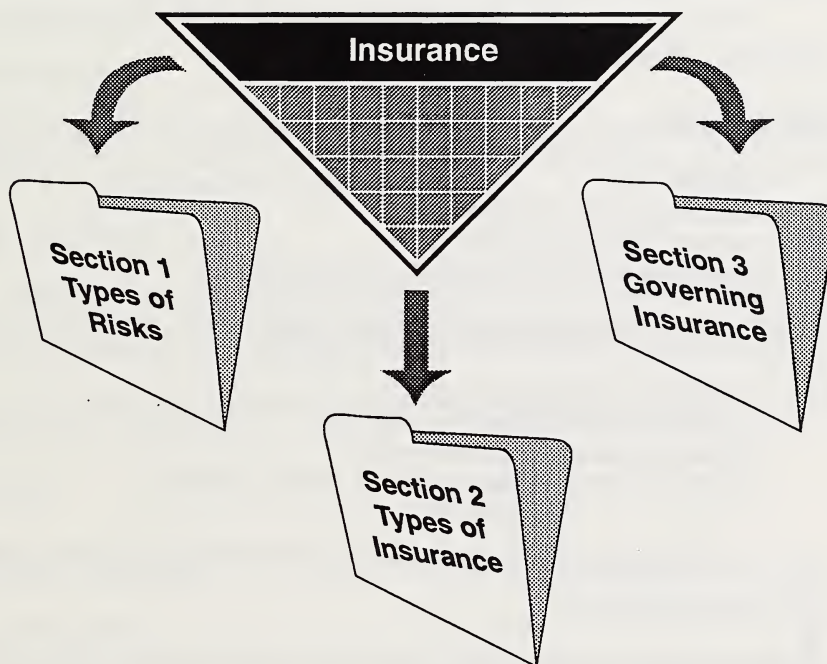 Insurance
Section 1
Types of
Risks
Section 2
Types of
Insurance
Section 3
Governing
Insurance